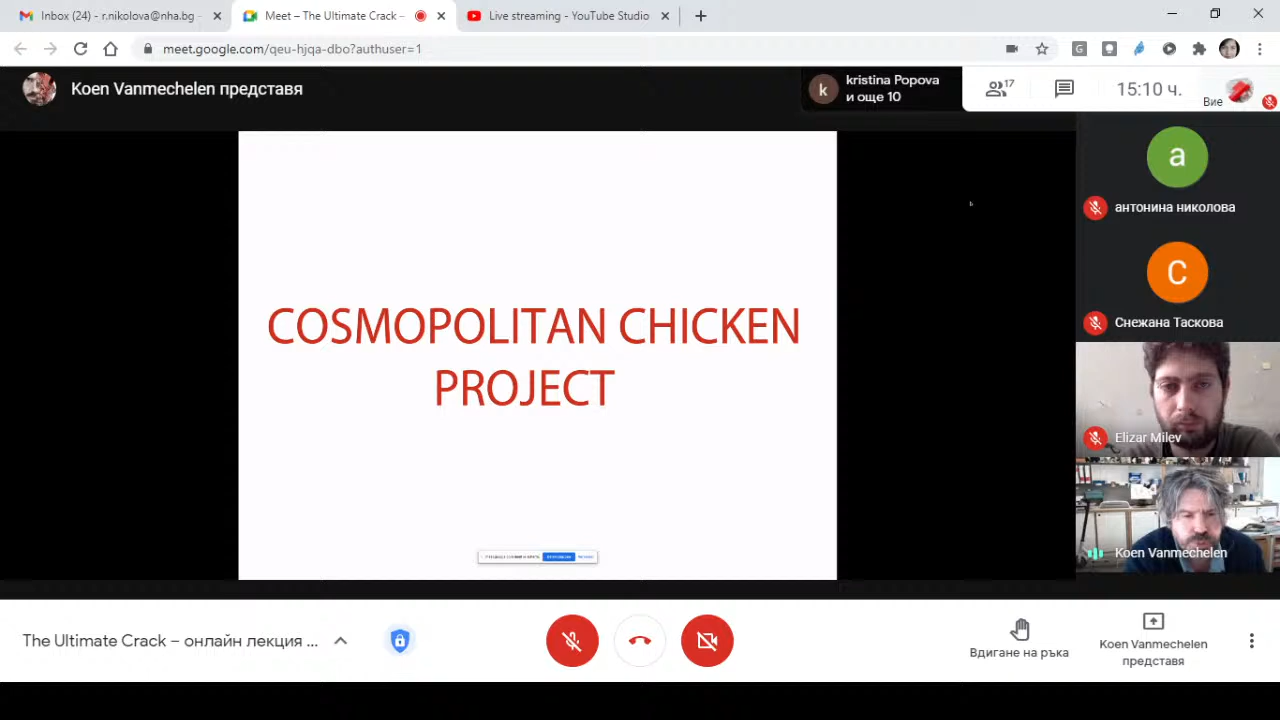 Inbox (24) - r.nikolova@nha.bg -
Meet – The Ultimate Crack –
Live streaming - YouTube Studio
meet.google.com/qeu-hjqa-dbo?authuser=1
Koen Vanmechelen представя
k
kristina Popova
и още 10
17
15:10 ч.
Вие
a
антонина николова
C
Снежана Таскова
Elizar Milev
Koen Vanmechelen
COSMOPOLITAN CHICKEN
PROJECT
The Ultimate Crack – онлайн лекция ...
Вдигане на ръка
Koen Vanmechelen
представя